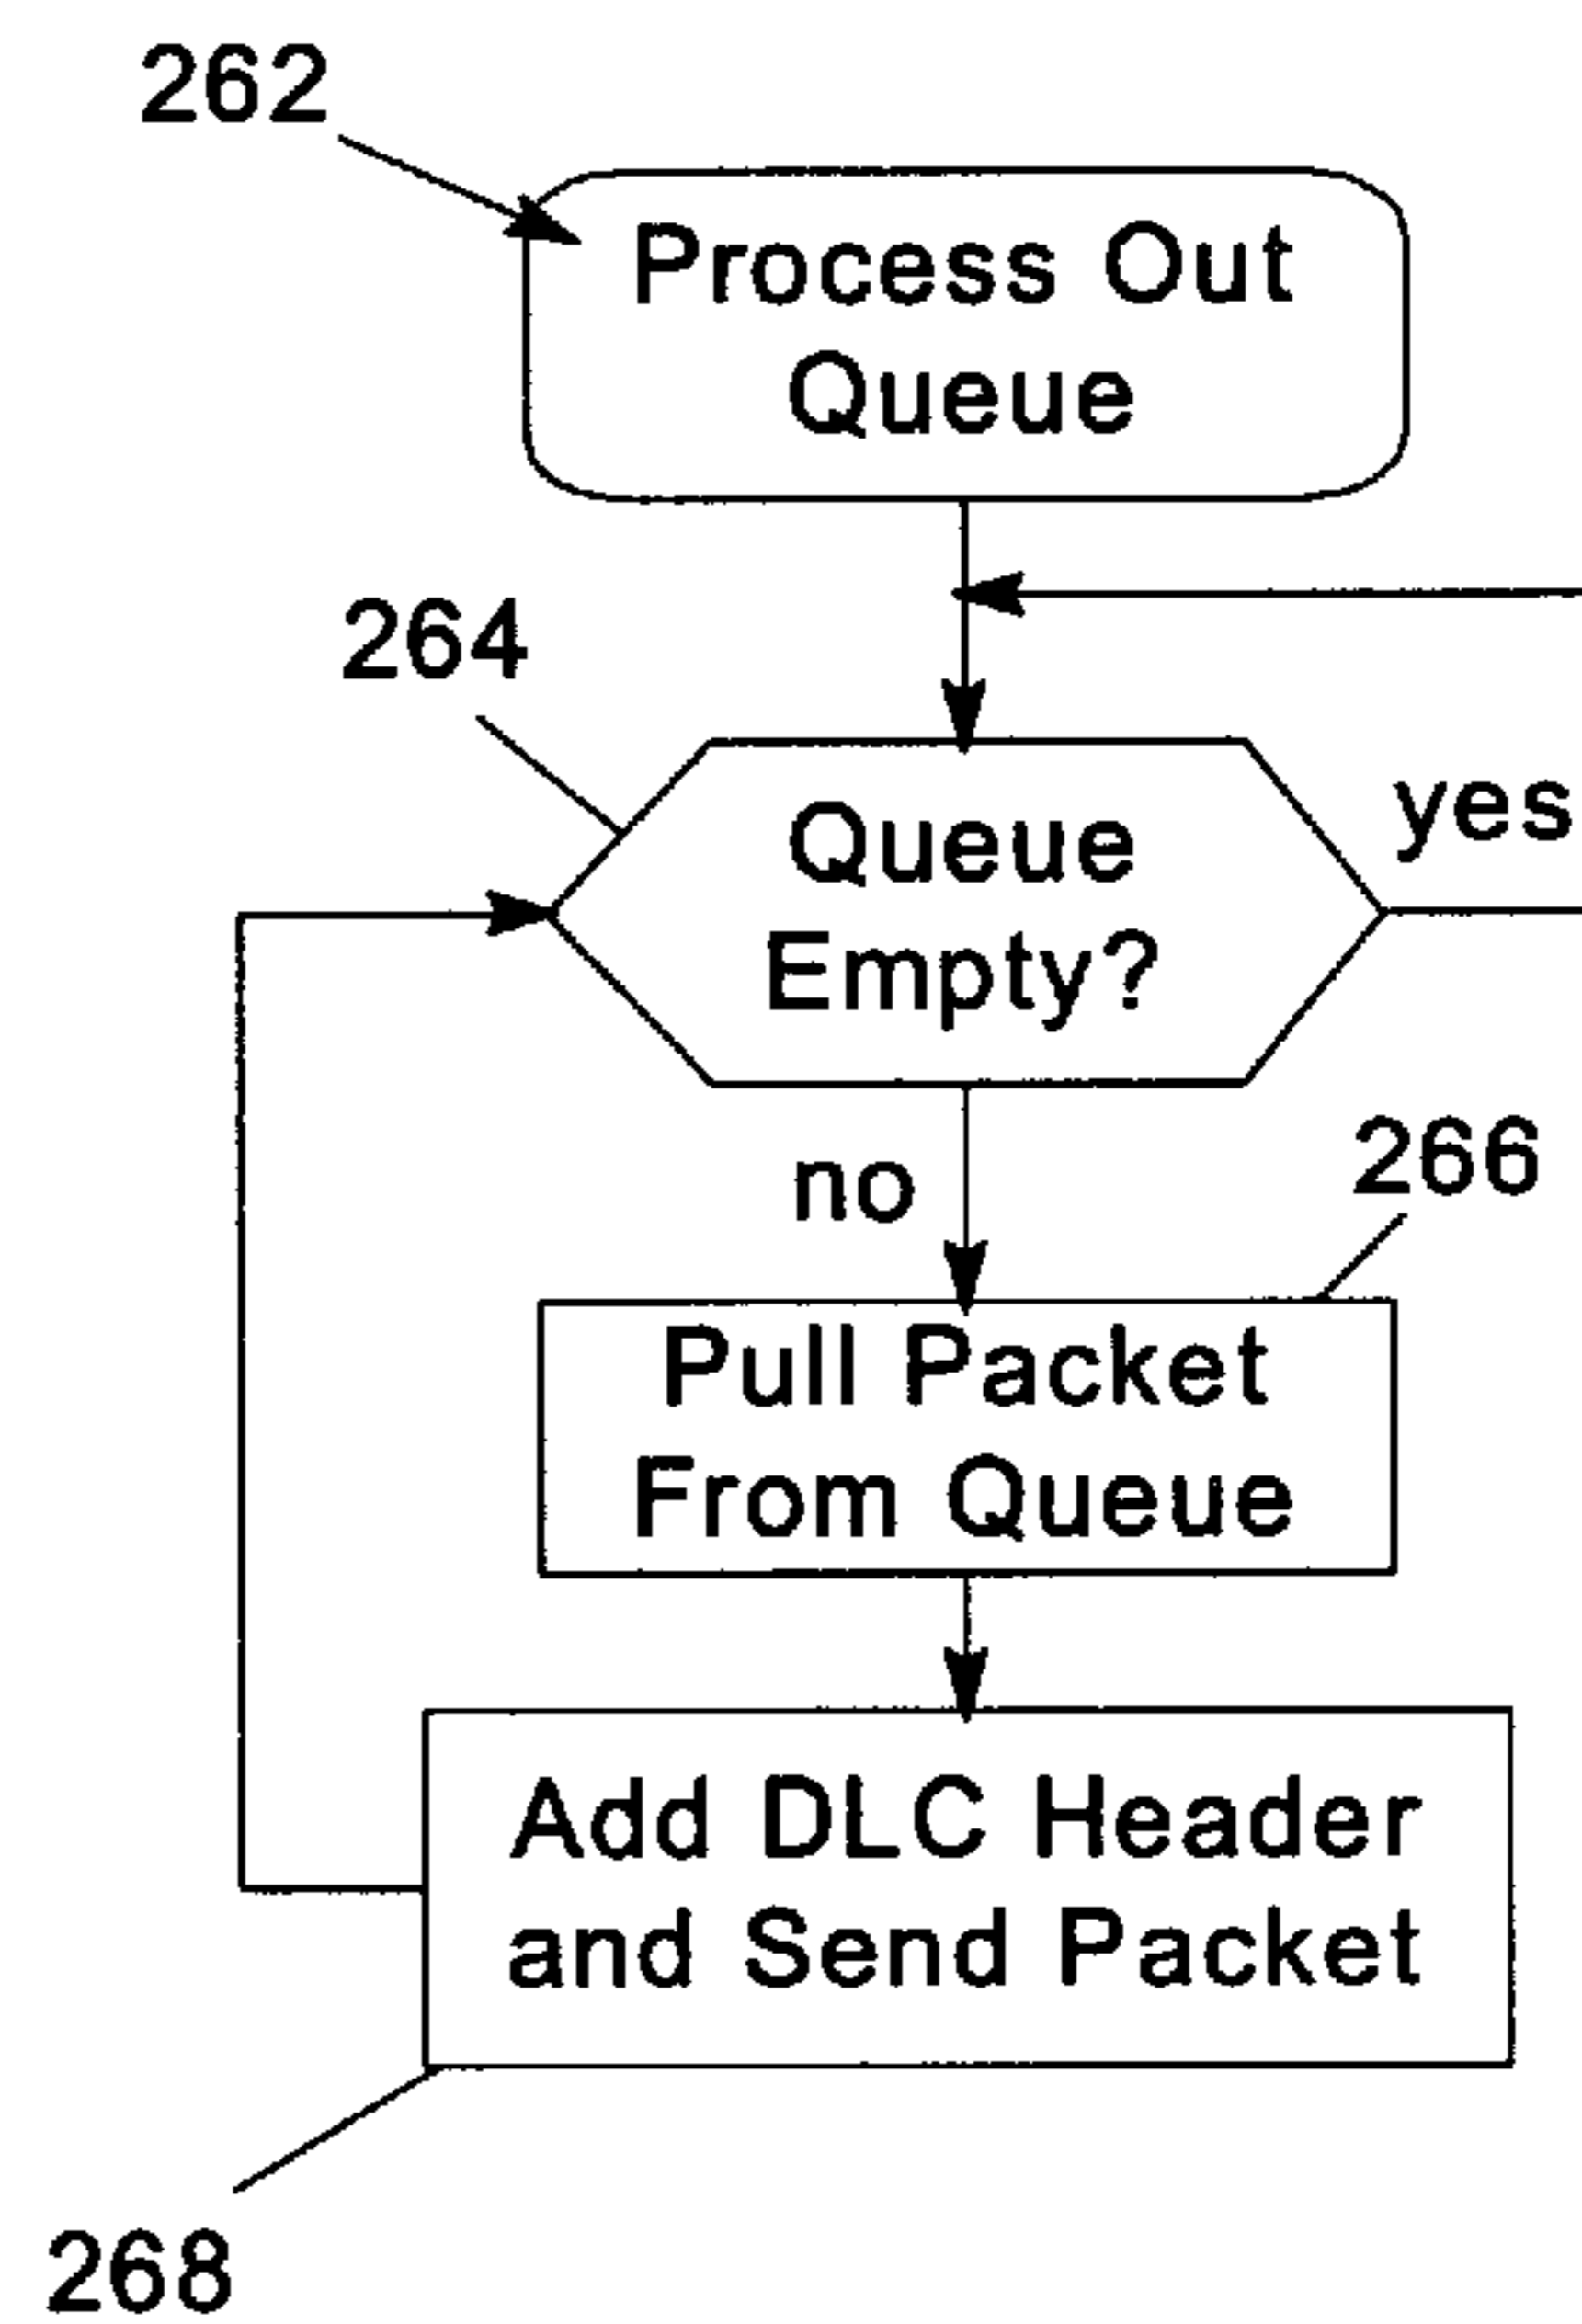 262
Process Out
Queue
264
Queue
Empty?
yes
no
266
Pull Packet
From Queue
Add DLC Header
and Send Packet
268